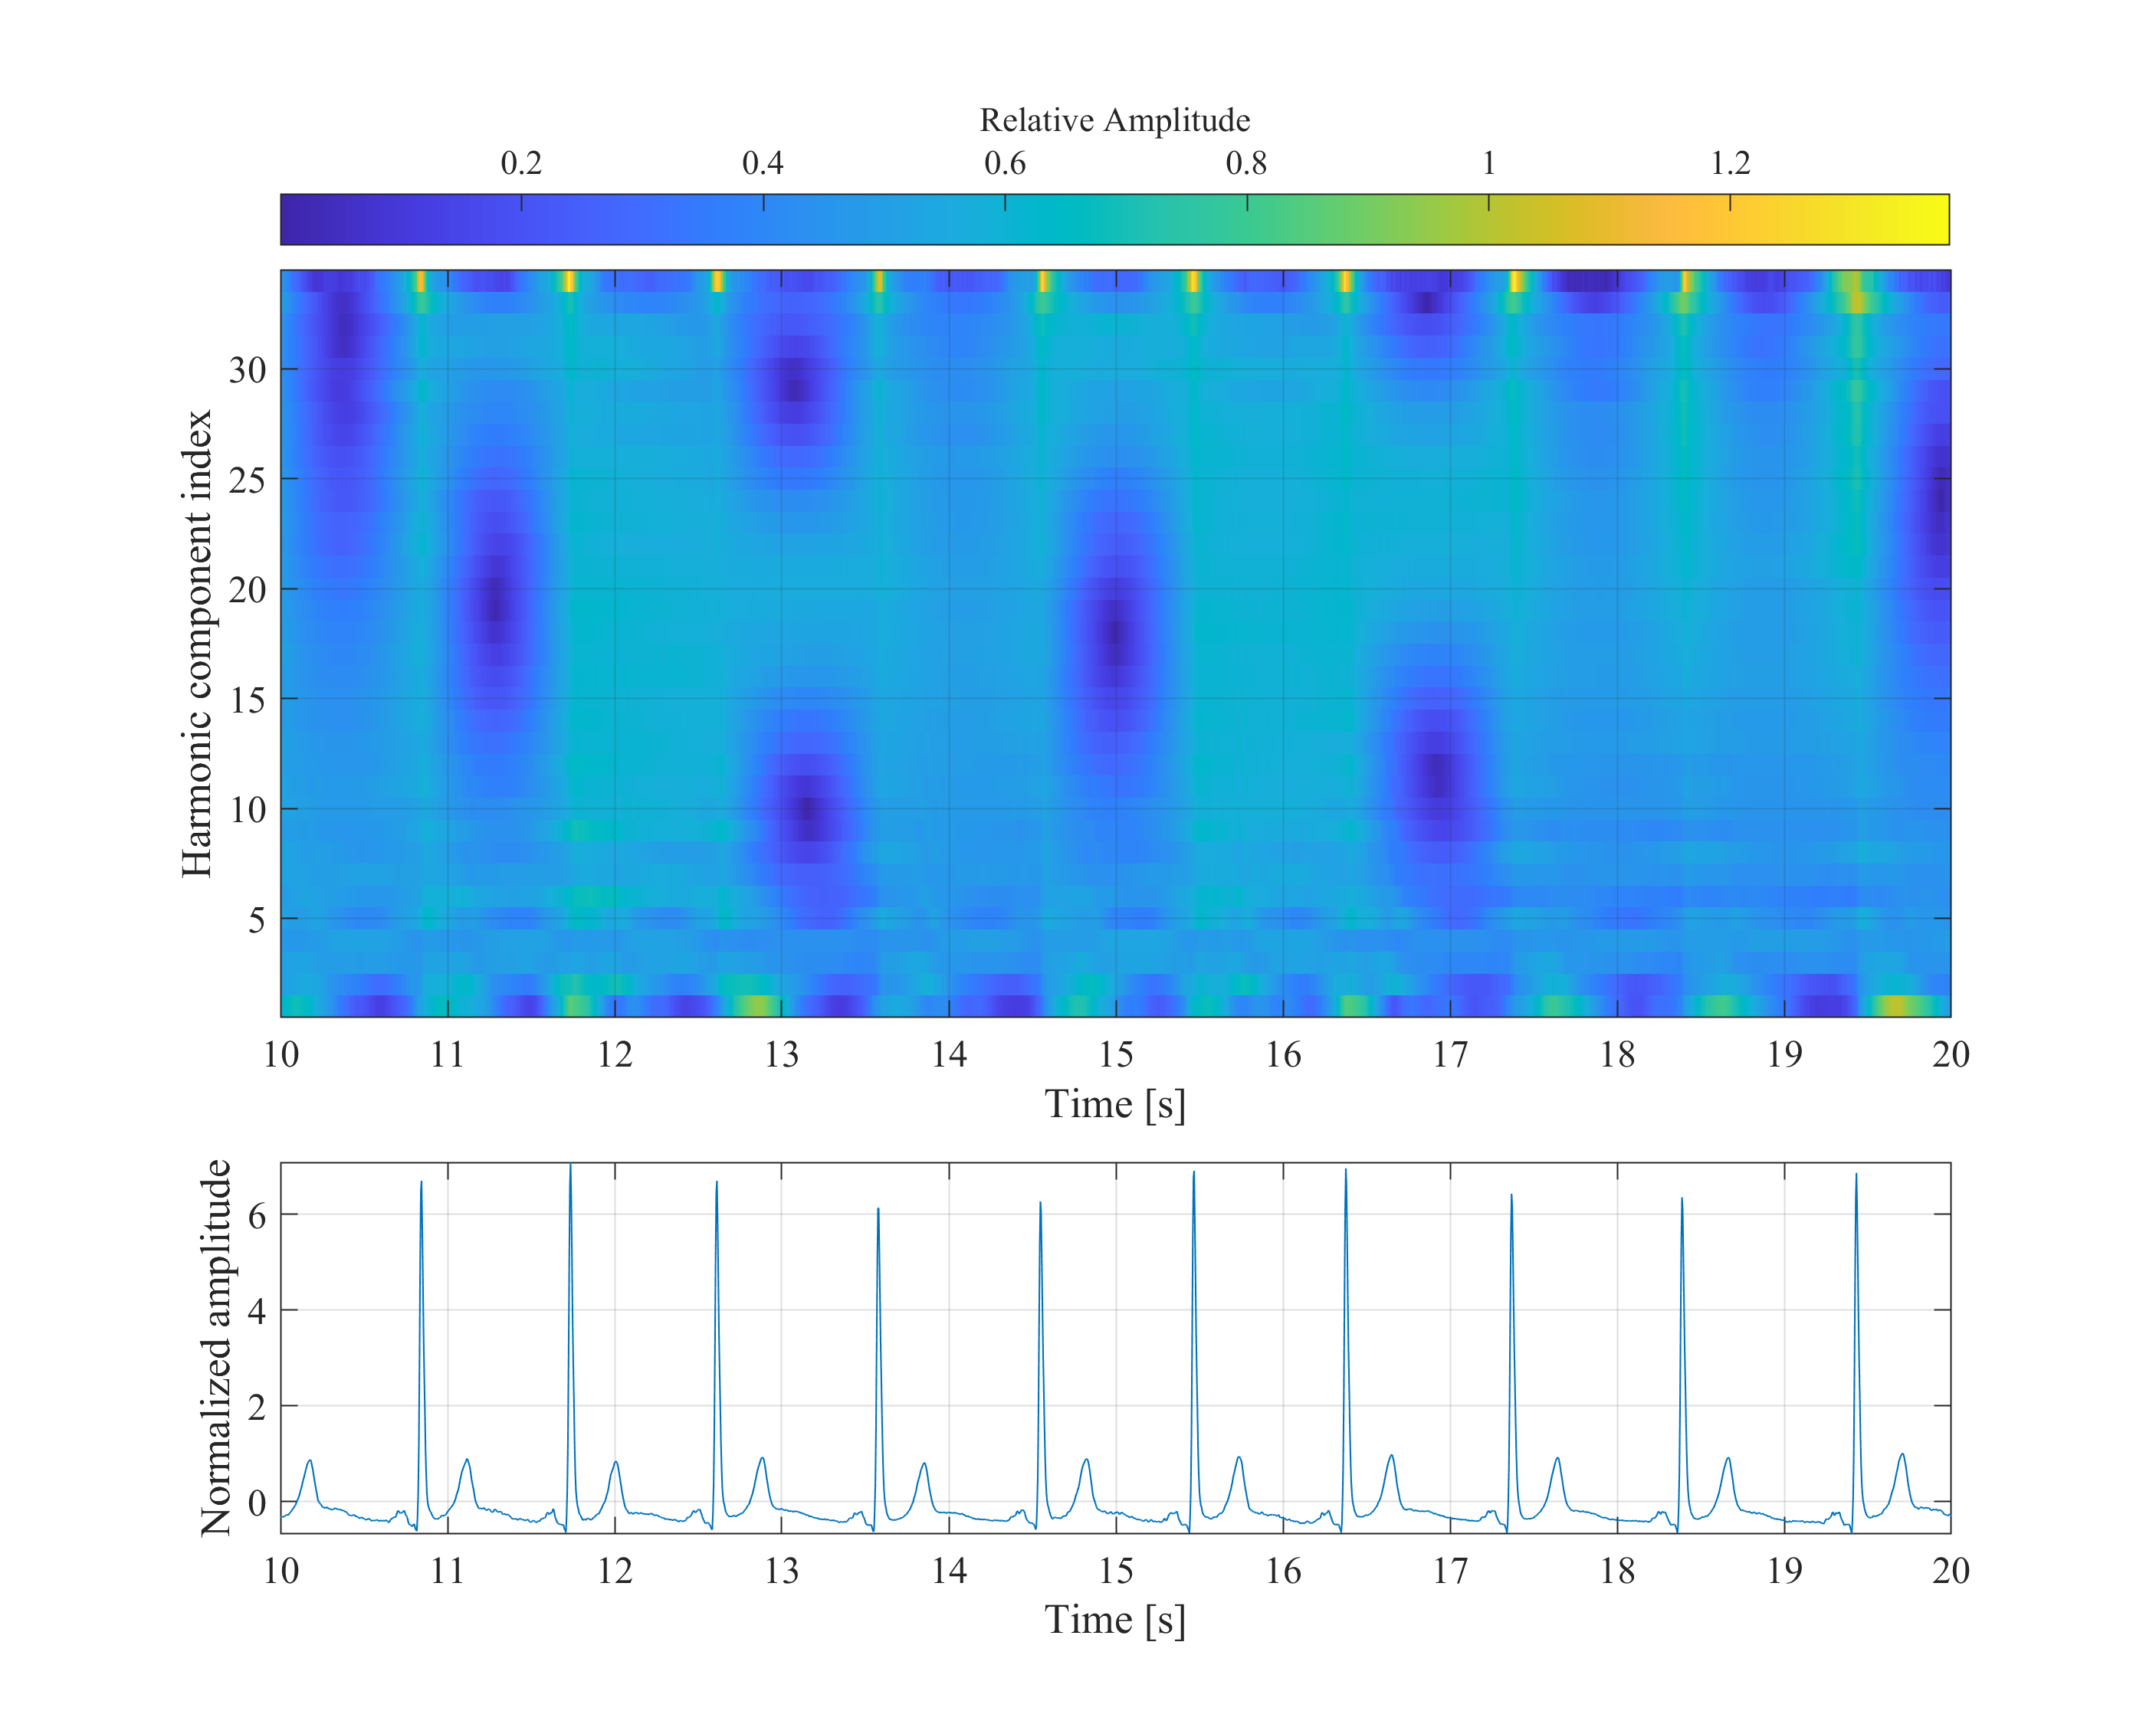 Relative Amplitude
0.2 0.4 0.6 0.8 1 1.2
30
25
20
15
10
5
Harmonic component index
10 11 12 13 14 15 16 17 18 19 20
Time [s]
6
4
2
0
Normalized amplitude
10 11 12 13 14 15 16 17 18 19 20
Time [s]